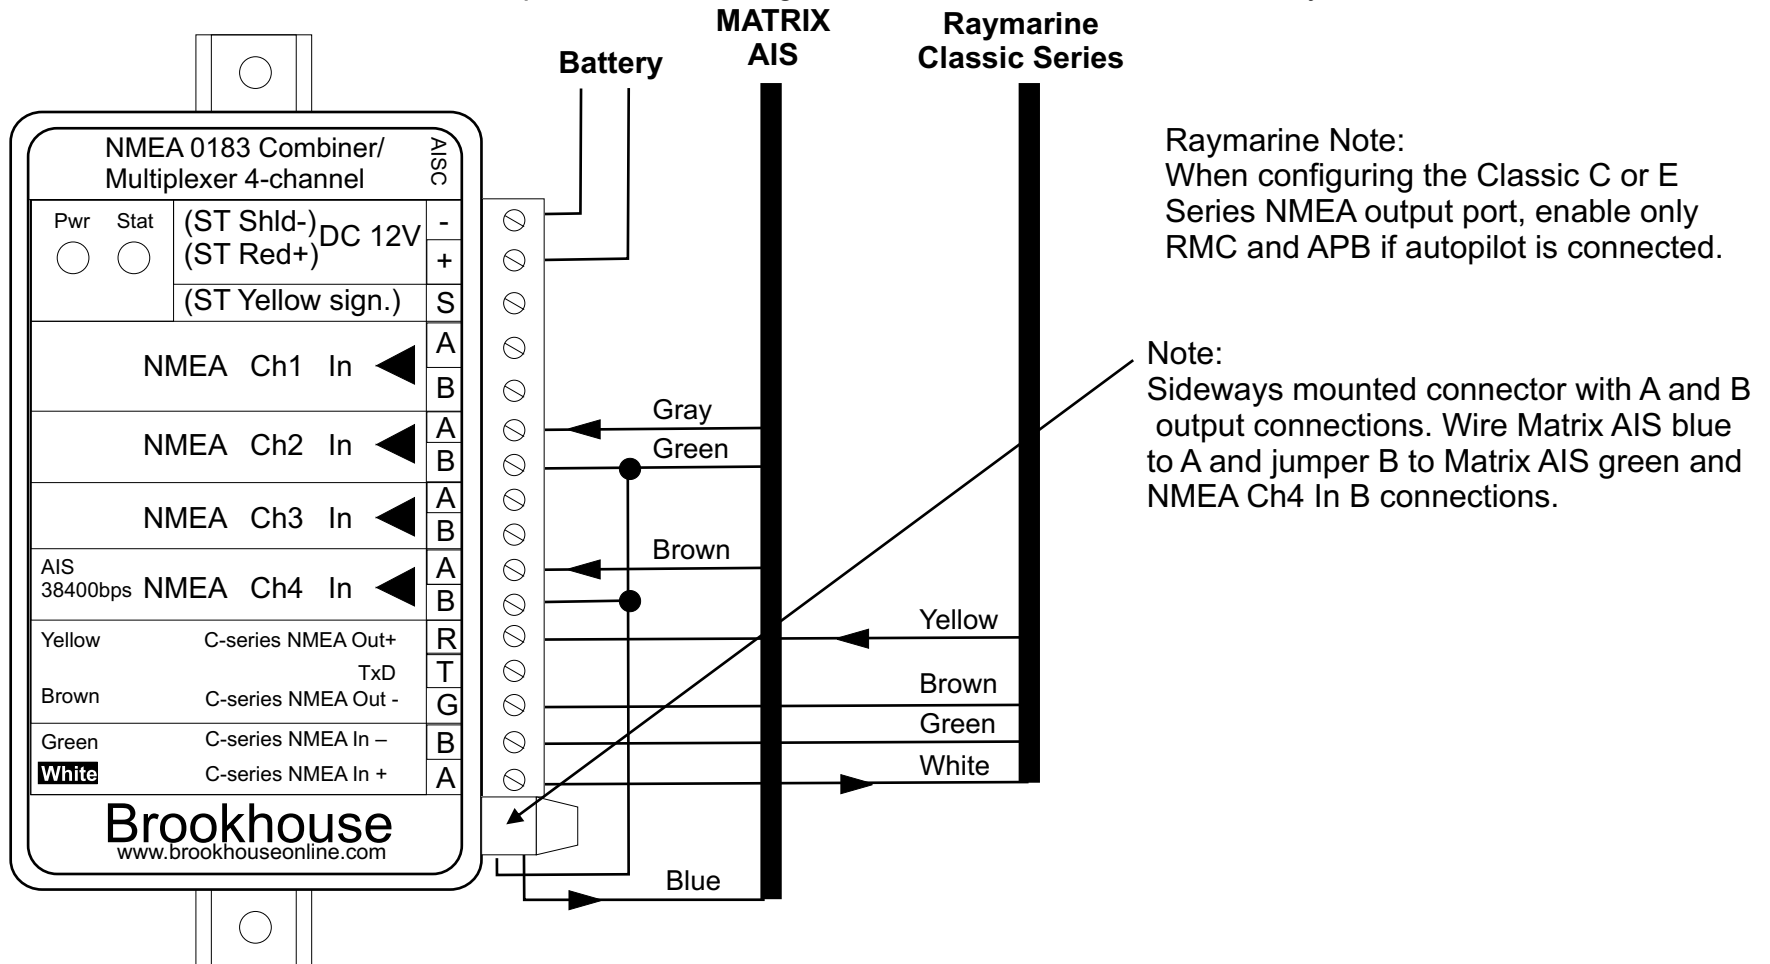 MATRIX
AIS
Raymarine
Classic Series
Battery
NMEA 0183 Combiner/
Multiplexer 4-channel
AISC
Pwr Stat
(ST Shld-)
(ST Red+)
DC 12V
-
+
(ST Yellow sign.) S
NMEA Ch1 In
A
B
NMEA Ch2 In
A
B
NMEA Ch3 In
A
B
AIS
38400bps
NMEA Ch4 In
A
B
Yellow C-series NMEA Out+ R
TxD T
Brown C-series NMEA Out - G
Green C-series NMEA In – B
White C-series NMEA In + A
Brookhouse
www.brookhouseonline.com
Gray
Green
Brown
Yellow
Brown
Green
White
Blue
Raymarine Note:
When configuring the Classic C or E
Series NMEA output port, enable only
RMC and APB if autopilot is connected.
Note:
Sideways mounted connector with A and B
output connections. Wire Matrix AIS blue
to A and jumper B to Matrix AIS green and
NMEA Ch4 In B connections.